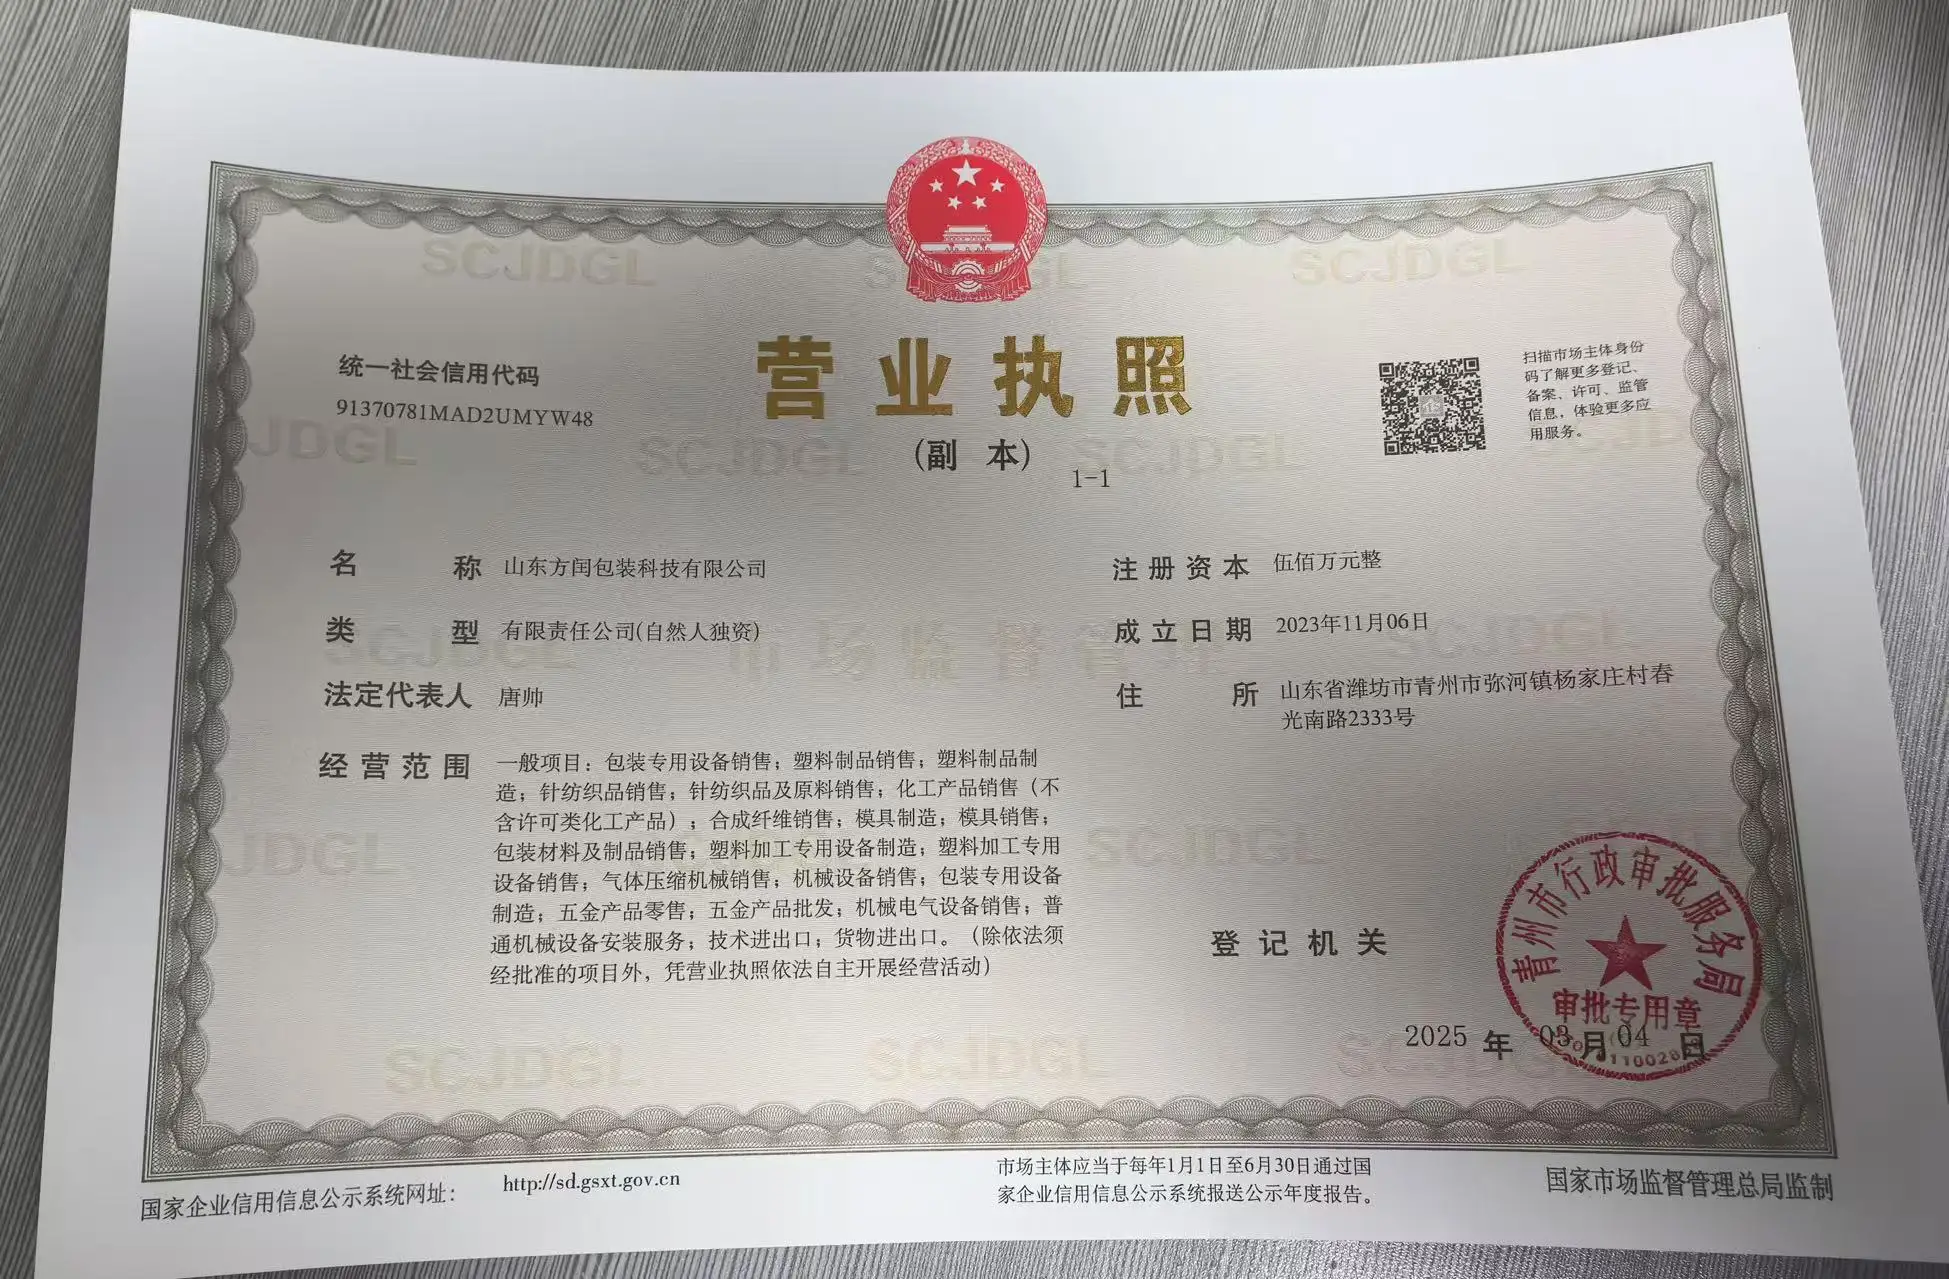 统一社会信用代码
91370781MAD2UMYW48
营业执照
(副 本)
1-1
扫描市场主体身份
码了解更多登记、
备案、许可、监管
信息，体验更多应
用服务。
名 称 山东方闰包装科技有限公司
类 型 有限责任公司(自然人独资)
法定代表人 唐帅
经营范围 一般项目：包装专用设备销售；塑料制品销售；塑料制品制
造；针纺织品销售；针纺织品及原料销售；化工产品销售（不
含许可类化工产品）；合成纤维销售；模具制造；模具销售；
包装材料及制品销售；塑料加工专用设备制造；塑料加工专用
设备销售；气体压缩机械销售；机械设备销售；包装专用设备
制造；五金产品零售；五金产品批发；机械电气设备销售；普
通机械设备安装服务；技术进出口；货物进出口。（除依法须
经批准的项目外，凭营业执照依法自主开展经营活动）
注册资本 伍佰万元整
成立日期 2023年11月06日
住 所 山东省潍坊市青州市弥河镇杨家庄村春
光南路2333号
登记机关
青州市行政审批服务局
审批专用章
2025 年 03 月 04 日
国家企业信用信息公示系统网址：
http://sd.gsxt.gov.cn
市场主体应当于每年1月1日至6月30日通过国
家企业信用信息公示系统报送公示年度报告。
国家市场监督管理总局监制